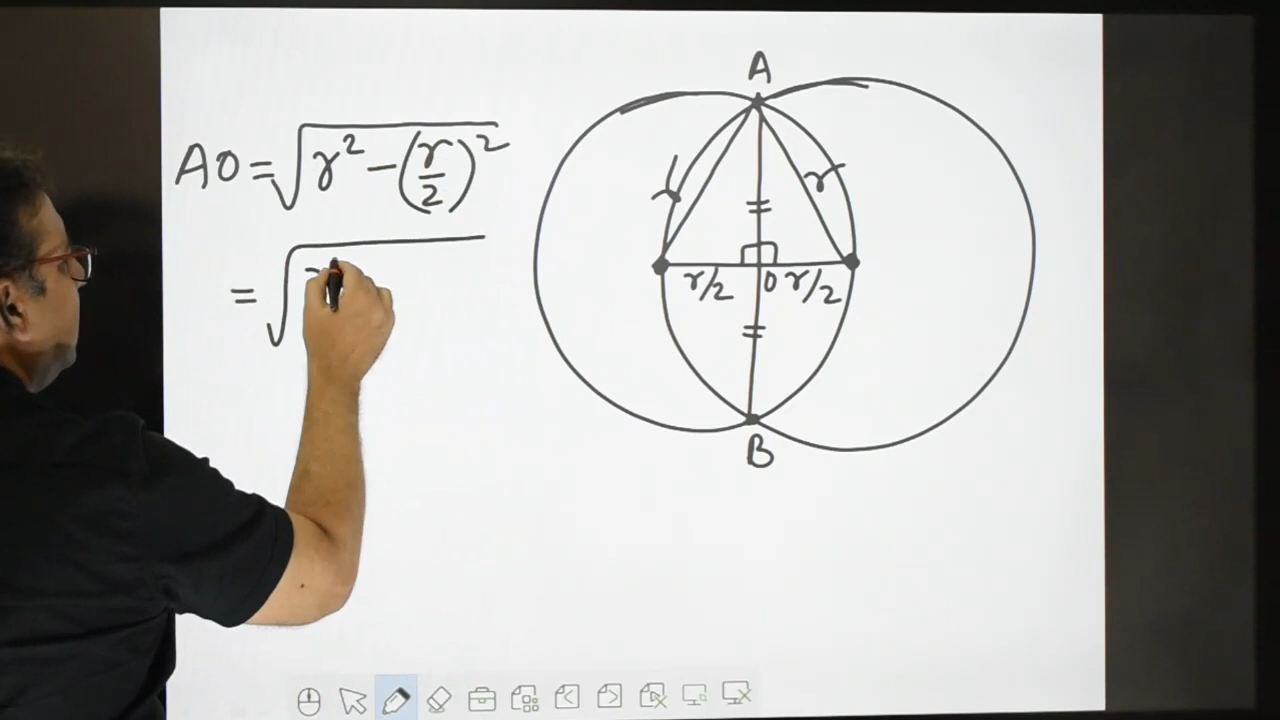 A
AO = √(r² − (r/2)²)
r
r
= √
r/2 O r/2
B